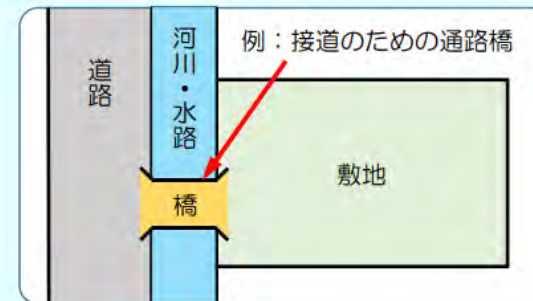 例：接道のための通路橋
道路
河川・水路
敷地
橋